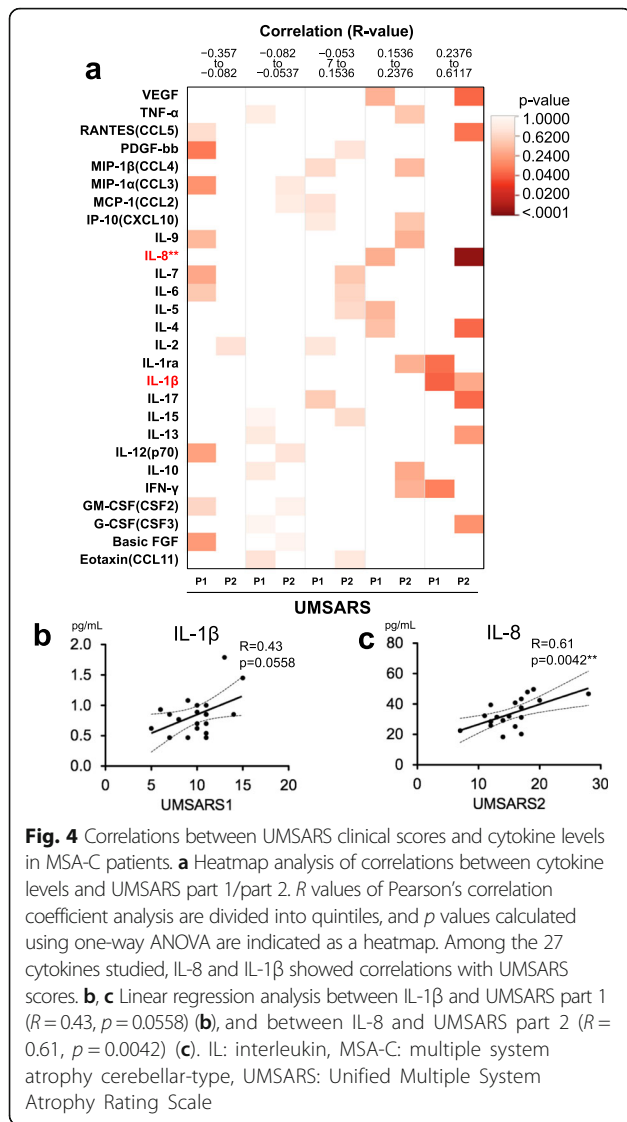 Correlation (R-value)
a
−0.357 to −0.082
−0.082 to −0.0537
−0.053 7 to 0.1536
0.1536 to 0.2376
0.2376 to 0.6117
VEGF
TNF-α
RANTES(CCL5)
PDGF-bb
MIP-1β(CCL4)
MIP-1α(CCL3)
MCP-1(CCL2)
IP-10(CXCL10)
IL-9
IL-8**
IL-7
IL-6
IL-5
IL-4
IL-2
IL-1ra
IL-1β
IL-17
IL-15
IL-13
IL-12(p70)
IL-10
IFN-γ
GM-CSF(CSF2)
G-CSF(CSF3)
Basic FGF
Eotaxin(CCL11)
p-value
1.0000
0.6200
0.2400
0.0400
0.0200
<.0001
P1 P2 P1 P2 P1 P2 P1 P2 P1 P2
UMSARS
b
pg/mL
IL-1β
R=0.43
p=0.0558
2.0
1.5
1.0
0.5
0.0
0 5 10 15 20
UMSARS1
c
pg/mL
IL-8
R=0.61
p=0.0042**
80
60
40
20
0
0 10 20 30
UMSARS2
Fig. 4 Correlations between UMSARS clinical scores and cytokine levels
in MSA-C patients. a Heatmap analysis of correlations between cytokine
levels and UMSARS part 1/part 2. R values of Pearson's correlation
coefficient analysis are divided into quintiles, and p values calculated
using one-way ANOVA are indicated as a heatmap. Among the 27
cytokines studied, IL-8 and IL-1β showed correlations with UMSARS
scores. b, c Linear regression analysis between IL-1β and UMSARS part 1
(R = 0.43, p = 0.0558) (b), and between IL-8 and UMSARS part 2 (R =
0.61, p = 0.0042) (c). IL: interleukin, MSA-C: multiple system
atrophy cerebellar-type, UMSARS: Unified Multiple System
Atrophy Rating Scale